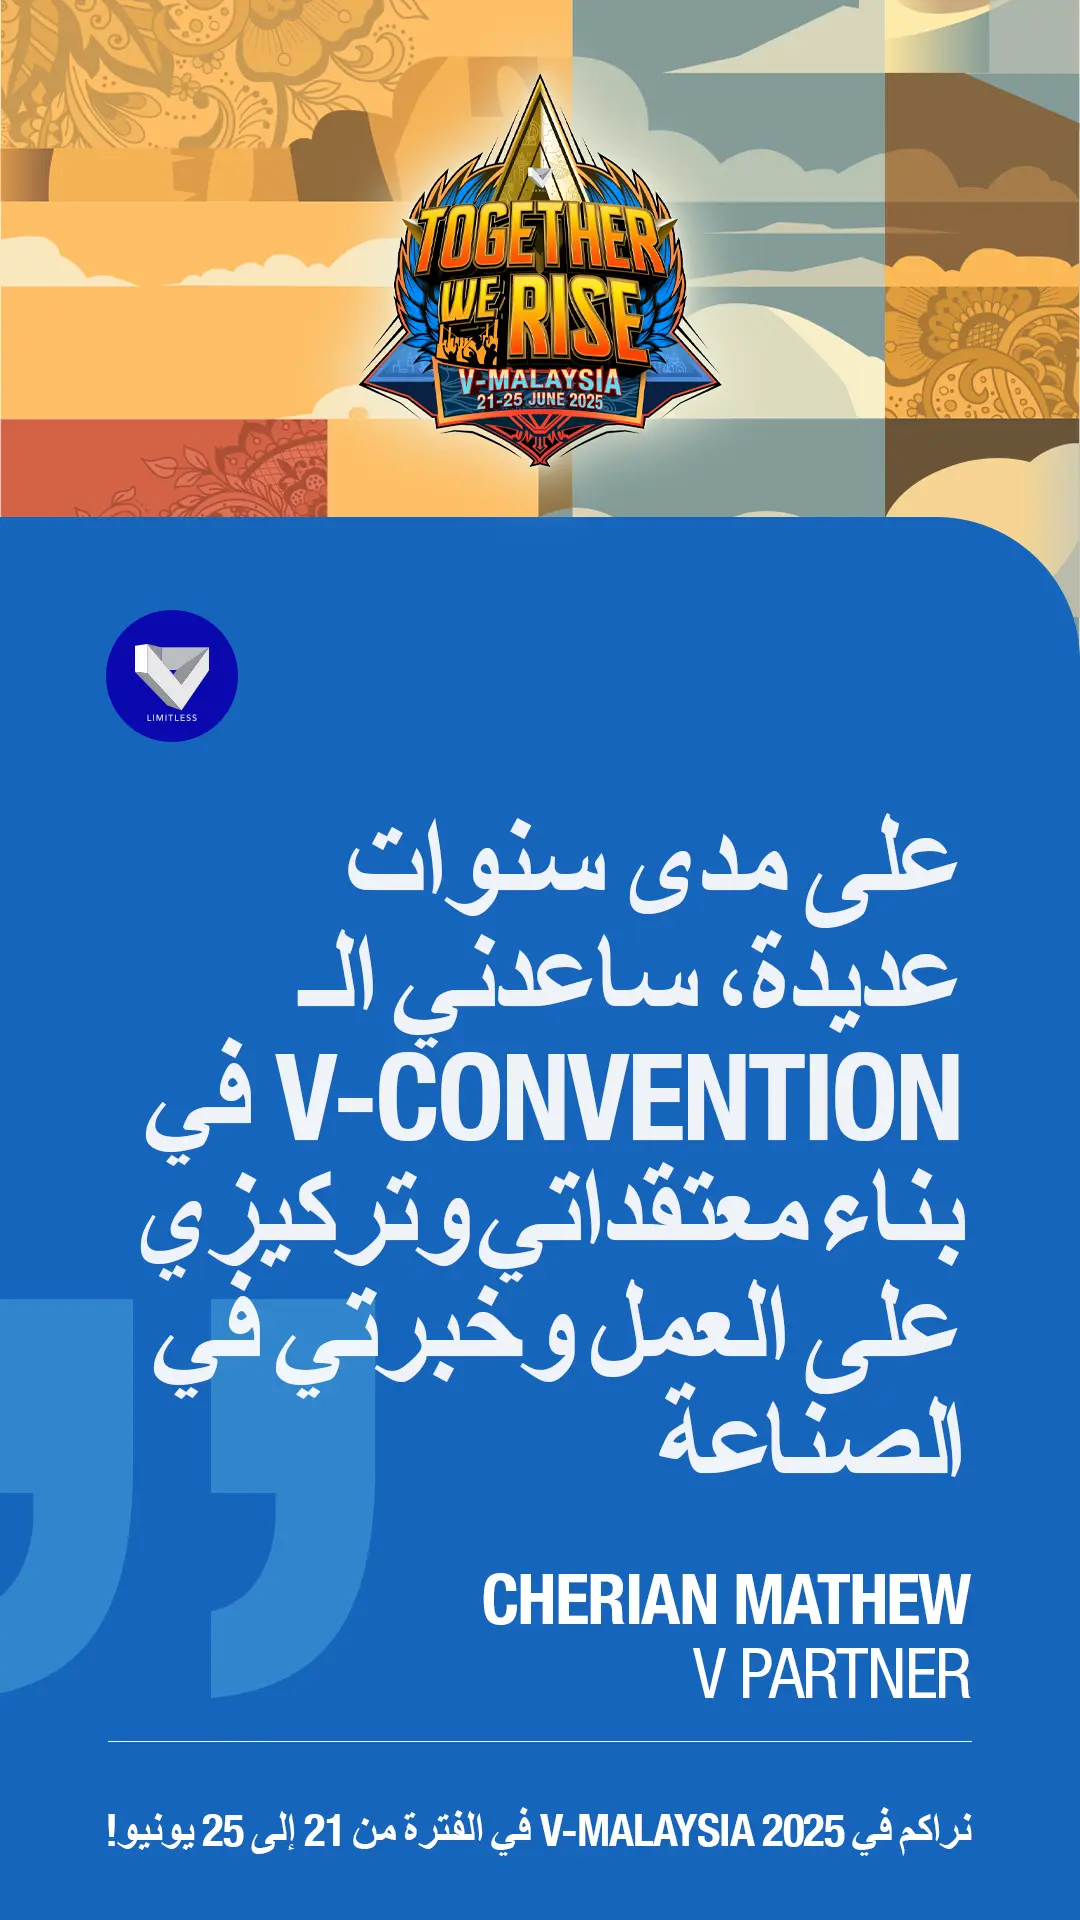 TOGETHER
WE RISE
V-MALAYSIA
21-25 JUNE 2025
LIMITLESS
على مدى سنوات
عديدة، ساعدني الـ
V-CONVENTION في
بناء معتقداتي وتركيزي
على العمل وخبرتي في
الصناعة
CHERIAN MATHEW
V PARTNER
نراكم في V-MALAYSIA 2025 في الفترة من 21 إلى 25 يونيو!